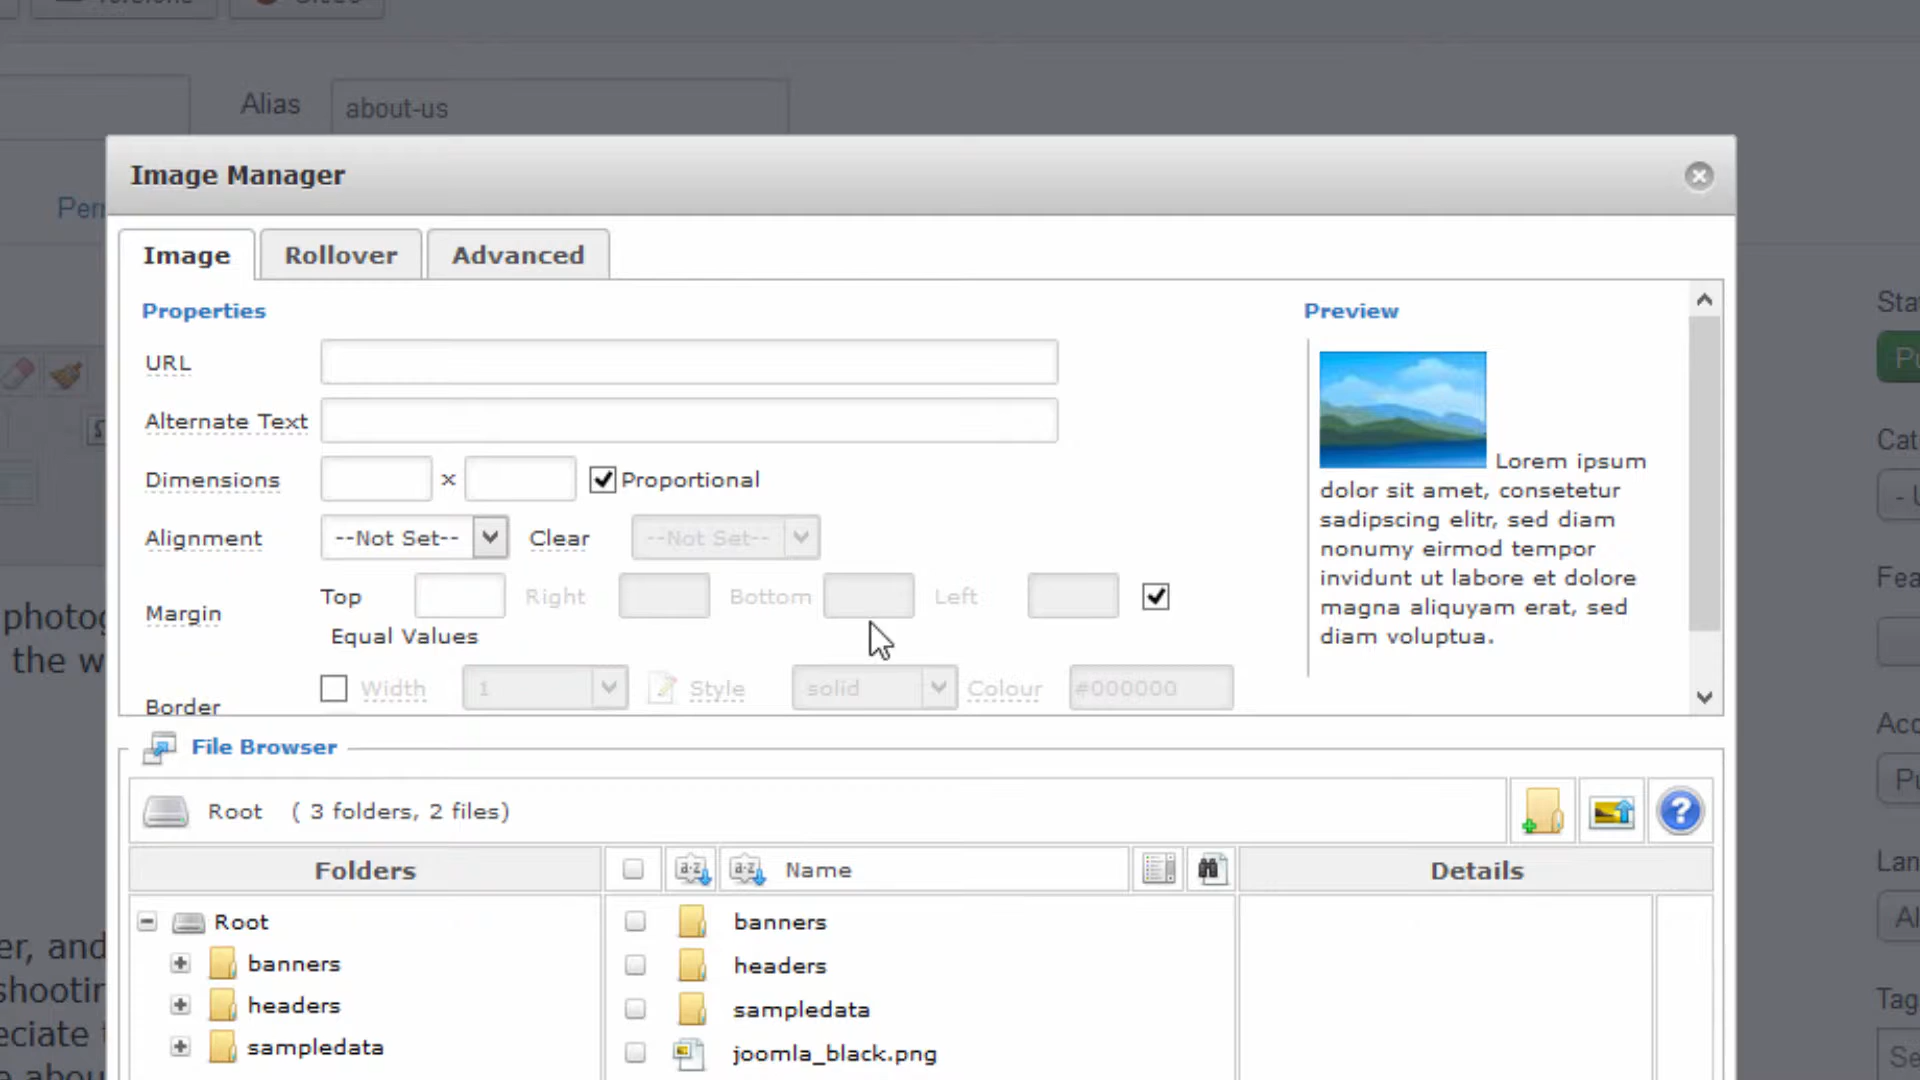 Alias about-us
Image Manager
Image Rollover Advanced
Properties
URL
Alternate Text
Dimensions x Proportional
Alignment --Not Set-- Clear --Not Set--
Margin Top Right Bottom Left
Equal Values
Border Width 1 Style solid Colour #000000
Preview
Lorem ipsum
dolor sit amet, consetetur
sadipscing elitr, sed diam
nonumy eirmod tempor
invidunt ut labore et dolore
magna aliquyam erat, sed
diam voluptua.
File Browser
Root ( 3 folders, 2 files)
Folders Name Details
Root
banners
headers
sampledata
banners
headers
sampledata
joomla_black.png
the w
er, and